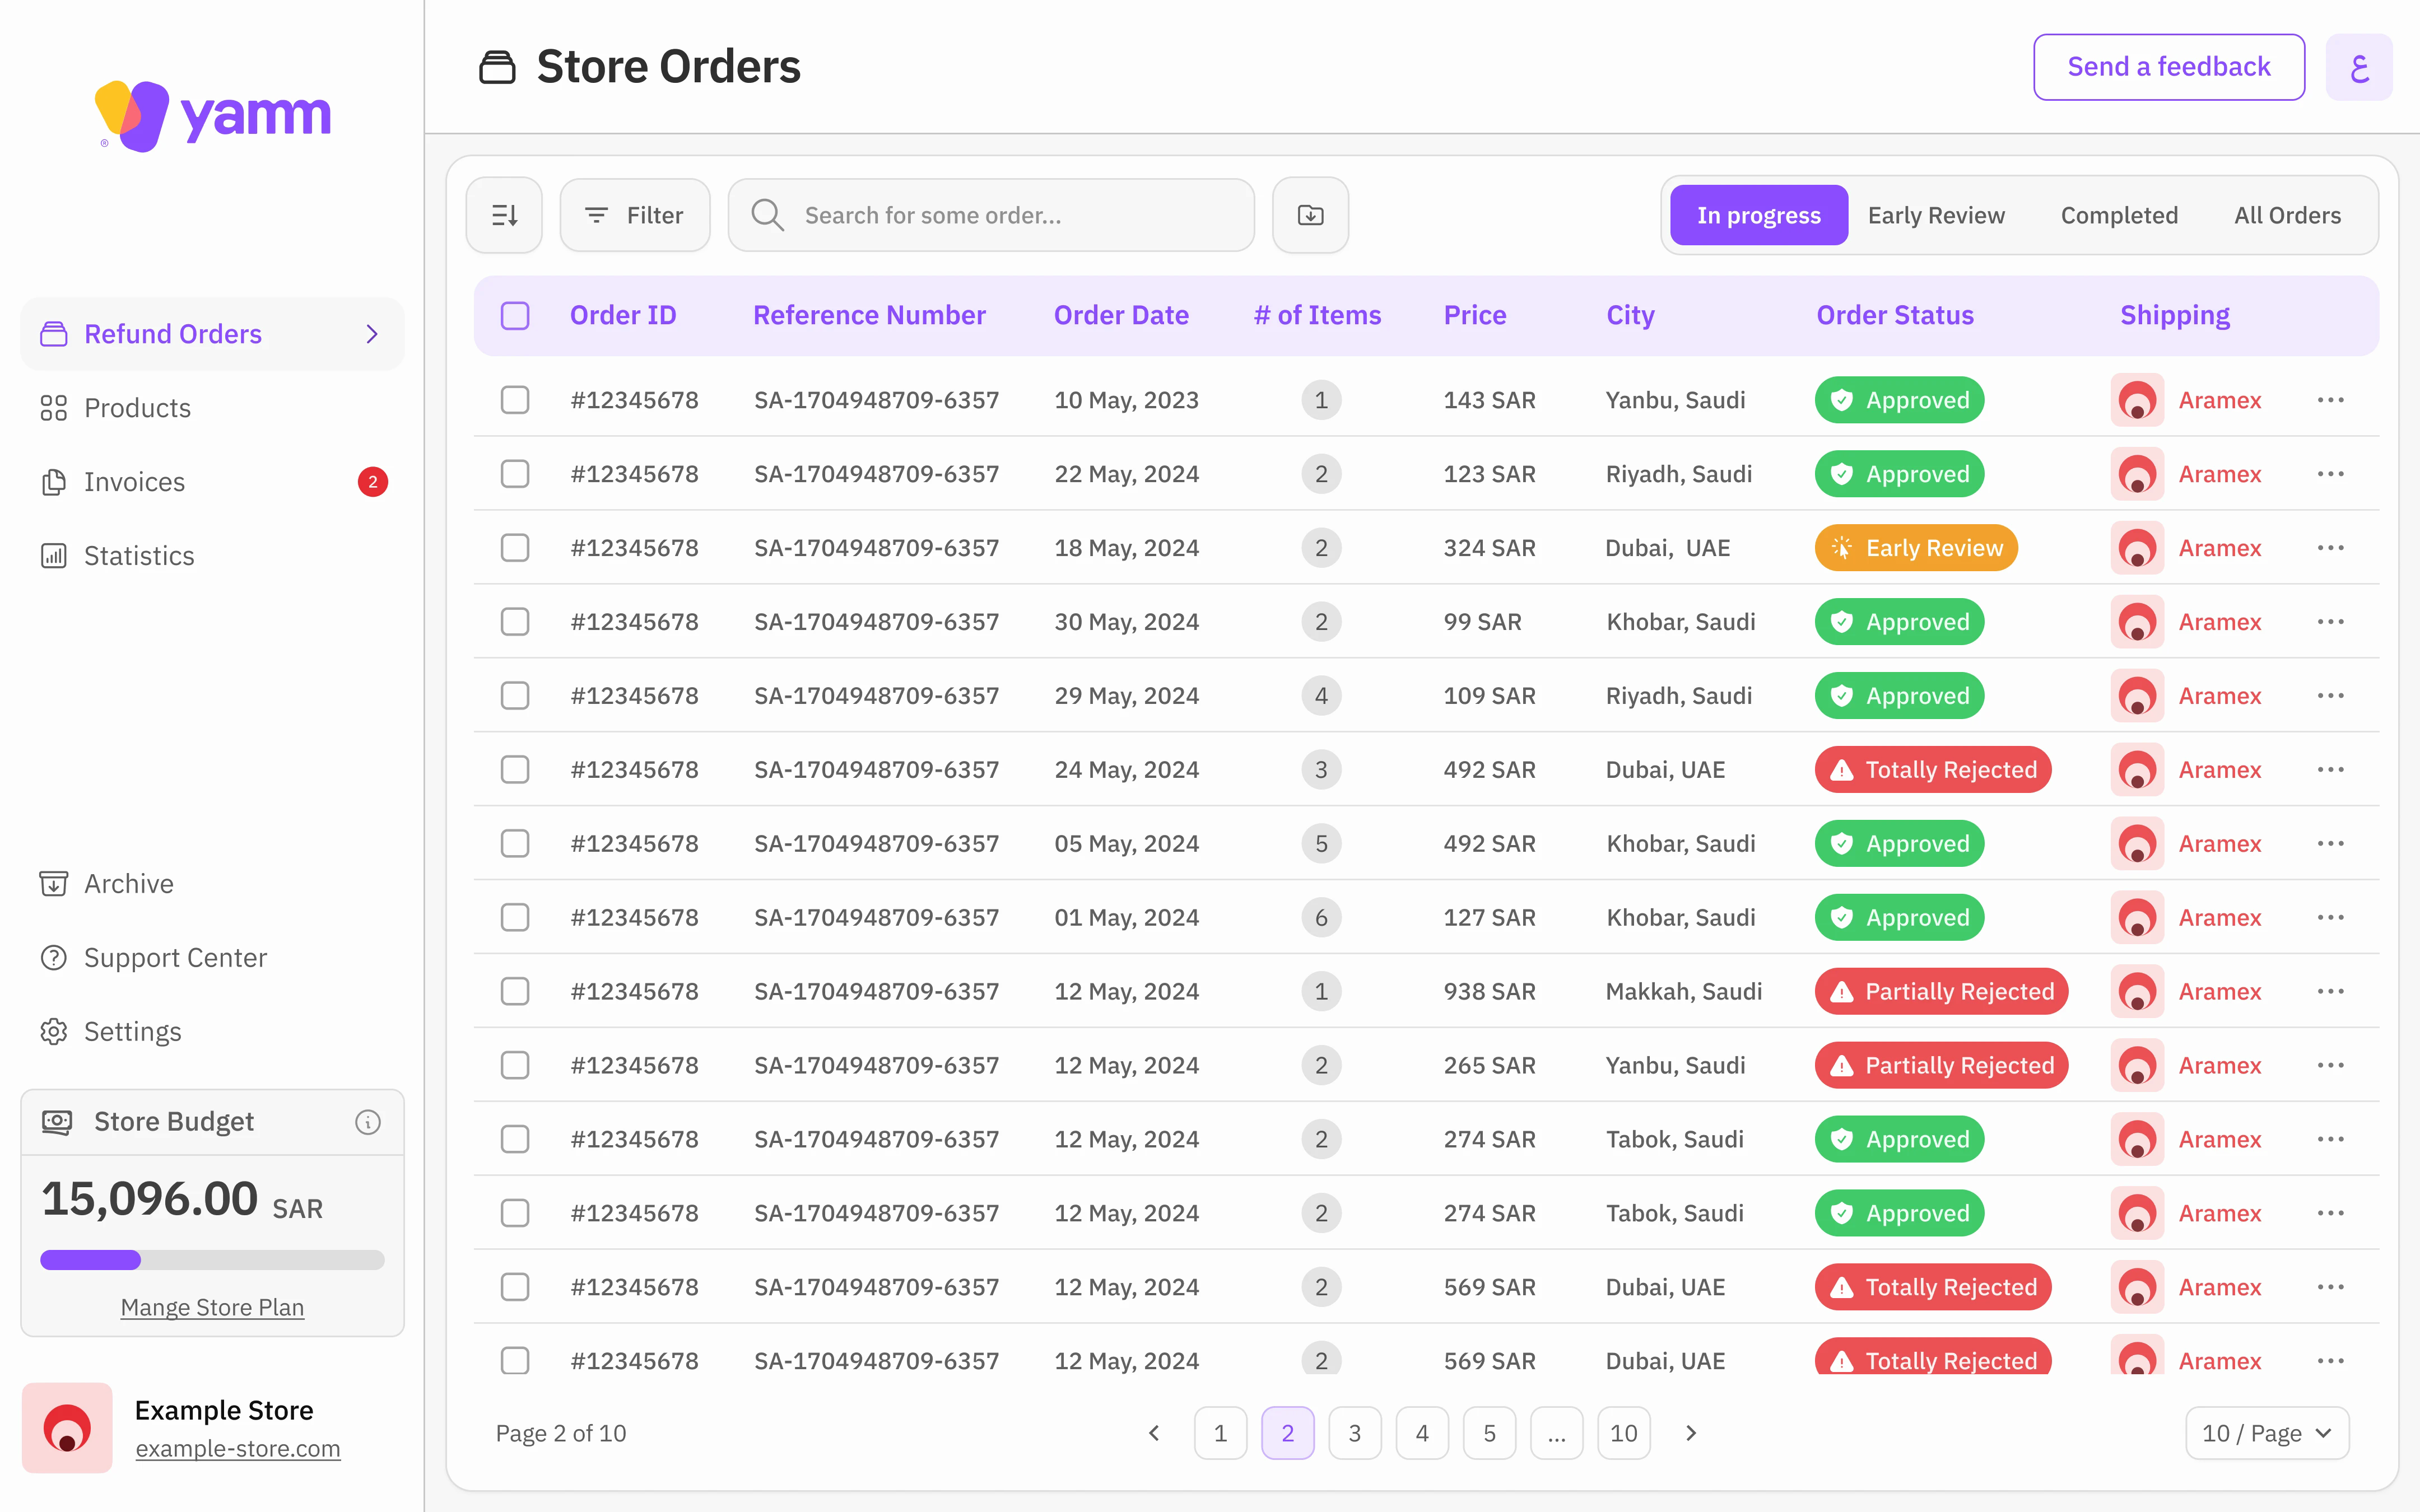 yamm
®
Refund Orders
Products
Invoices 2
Statistics
Archive
Support Center
Settings
Store Budget
15,096.00 SAR
Mange Store Plan
Example Store
example-store.com
Store Orders
Send a feedback
ع
Filter
Search for some order...
In progress Early Review Completed All Orders
Order ID Reference Number Order Date # of Items Price City Order Status Shipping
#12345678 SA-1704948709-6357 10 May, 2023 1 143 SAR Yanbu, Saudi Approved Aramex
#12345678 SA-1704948709-6357 22 May, 2024 2 123 SAR Riyadh, Saudi Approved Aramex
#12345678 SA-1704948709-6357 18 May, 2024 2 324 SAR Dubai, UAE Early Review Aramex
#12345678 SA-1704948709-6357 30 May, 2024 2 99 SAR Khobar, Saudi Approved Aramex
#12345678 SA-1704948709-6357 29 May, 2024 4 109 SAR Riyadh, Saudi Approved Aramex
#12345678 SA-1704948709-6357 24 May, 2024 3 492 SAR Dubai, UAE Totally Rejected Aramex
#12345678 SA-1704948709-6357 05 May, 2024 5 492 SAR Khobar, Saudi Approved Aramex
#12345678 SA-1704948709-6357 01 May, 2024 6 127 SAR Khobar, Saudi Approved Aramex
#12345678 SA-1704948709-6357 12 May, 2024 1 938 SAR Makkah, Saudi Partially Rejected Aramex
#12345678 SA-1704948709-6357 12 May, 2024 2 265 SAR Yanbu, Saudi Partially Rejected Aramex
#12345678 SA-1704948709-6357 12 May, 2024 2 274 SAR Tabok, Saudi Approved Aramex
#12345678 SA-1704948709-6357 12 May, 2024 2 274 SAR Tabok, Saudi Approved Aramex
#12345678 SA-1704948709-6357 12 May, 2024 2 569 SAR Dubai, UAE Totally Rejected Aramex
#12345678 SA-1704948709-6357 12 May, 2024 2 569 SAR Dubai, UAE Totally Rejected Aramex
Page 2 of 10
1 2 3 4 5 ... 10
10 / Page